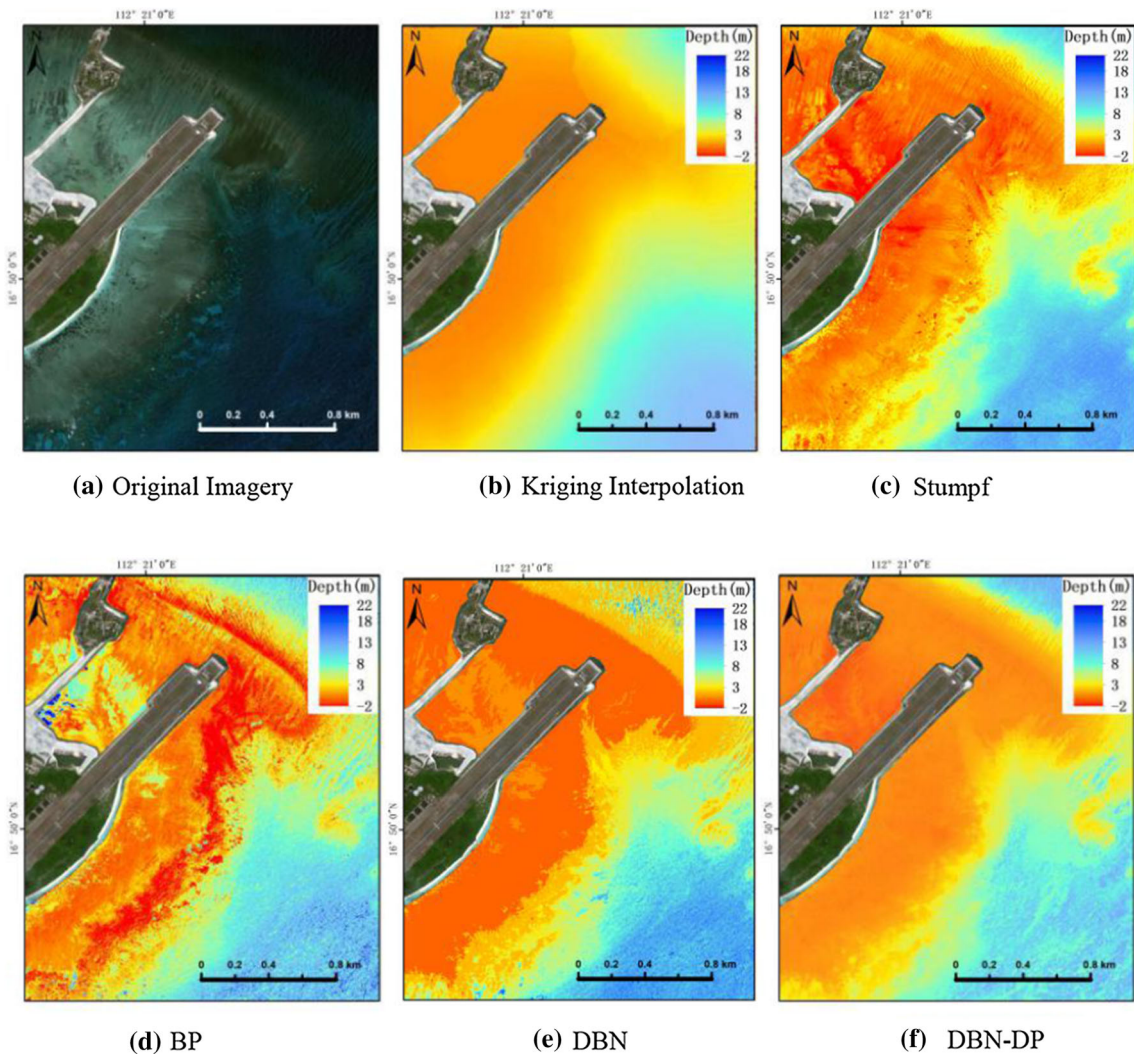 112° 21′0″E
112° 21′0″E
112° 21′0″E
N
N
Depth(m)
22
18
13
8
3
-2
N
Depth(m)
22
18
13
8
3
-2
16° 50′0″N
16° 50′0″N
16° 50′0″N
0 0.2 0.4 0.8 km
0 0.2 0.4 0.8 km
0 0.2 0.4 0.8 km
(a) Original Imagery
(b) Kriging Interpolation
(c) Stumpf
112° 21′0″E
112° 21′0″E
112° 21′0″E
N
Depth(m)
22
18
13
8
3
-2
N
Depth(m)
22
18
13
8
3
-2
N
Depth(m)
22
18
13
8
3
-2
16° 50′0″N
16° 50′0″N
16° 50′0″N
0 0.2 0.4 0.8 km
0 0.2 0.4 0.8 km
0 0.2 0.4 0.8 km
(d) BP
(e) DBN
(f) DBN-DP